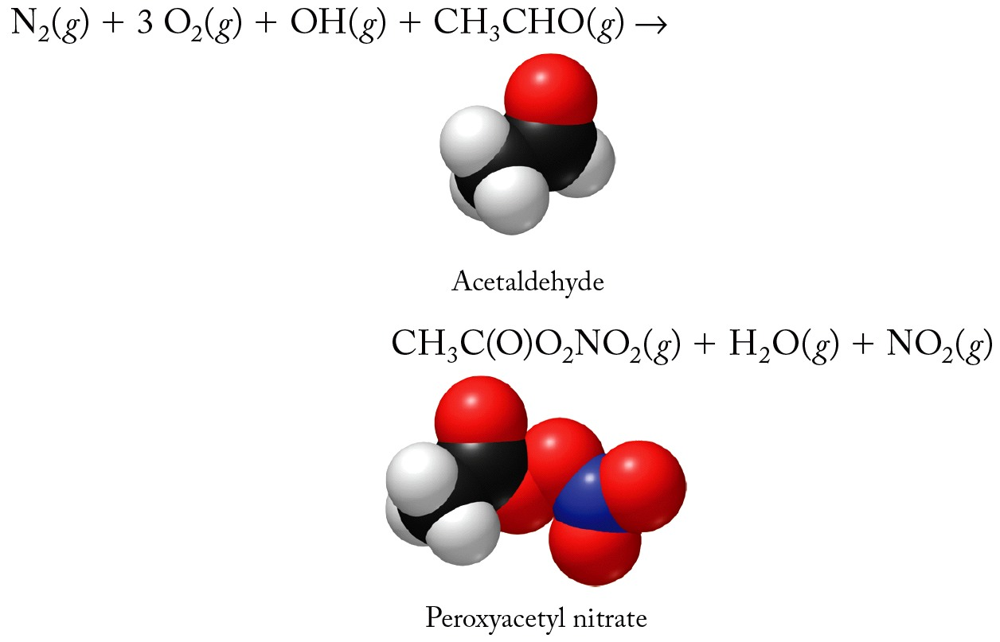 N₂(g) + 3 O₂(g) + OH(g) + CH₃CHO(g) →
Acetaldehyde
CH₃C(O)O₂NO₂(g) + H₂O(g) + NO₂(g)
Peroxyacetyl nitrate